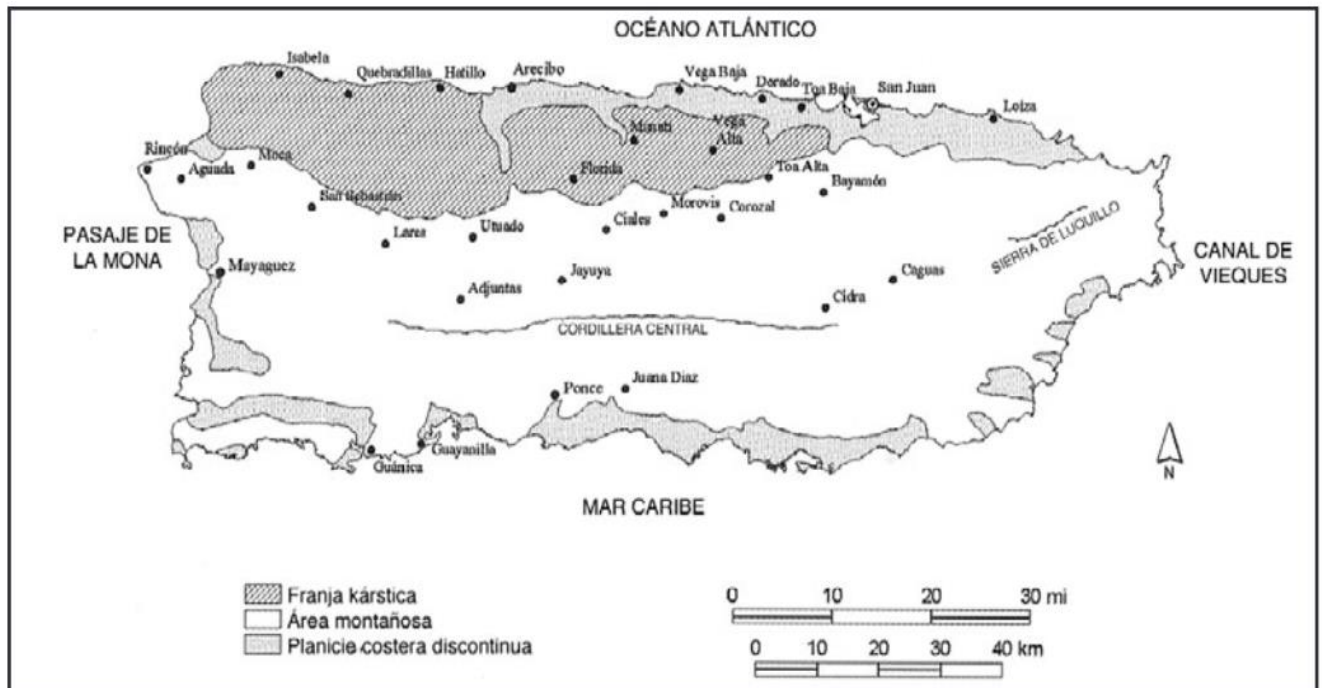 OCÉANO ATLÁNTICO
Isabela
Quebradillas
Hatillo
Arecibo
Vega Baja
Dorado
Toa Baja
San Juan
Loiza
Rincón
Aguada
Moca
San Sebastián
Manatí
Vega
Alta
Florida
Toa Alta
Bayamón
Lares
Utuado
Ciales
Morovis
Corozal
PASAJE DE
LA MONA
Mayaguez
Adjuntas
Jayuya
Caguas
Cidra
SIERRA DE LUQUILLO
CANAL DE
VIEQUES
CORDILLERA CENTRAL
Ponce
Juana Diaz
Guánica
Guayanilla
N
MAR CARIBE
Franja kárstica
Área montañosa
Planicie costera discontinua
0 10 20 30 mi
0 10 20 30 40 km